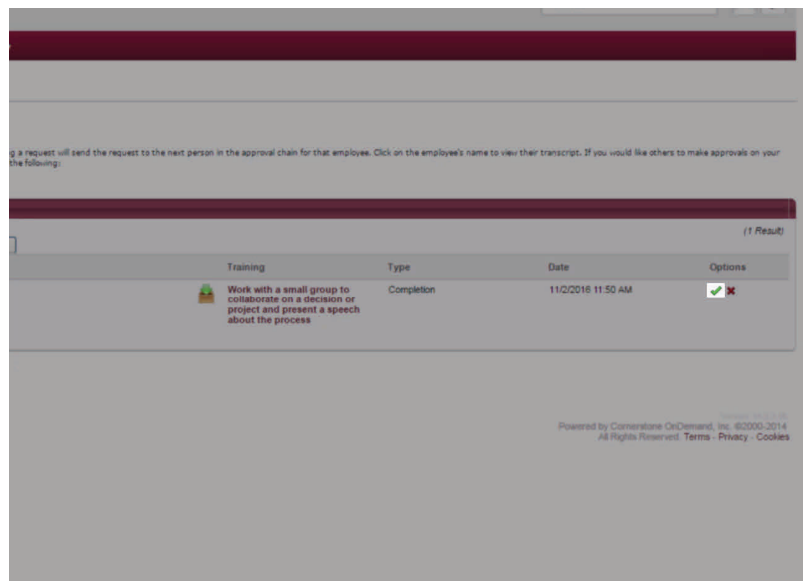 g a request will send the request to the next person in the approval chain for that employee. Click on the employee's name to view their transcript. If you would like others to make approvals on your
the following:
(1 Result)
Training Type Date Options
Work with a small group to Completion 11/2/2016 11:50 AM
collaborate on a decision or
project and present a speech
about the process
Powered by Cornerstone OnDemand, Inc. ©2000-2014
All Rights Reserved. Terms - Privacy - Cookies